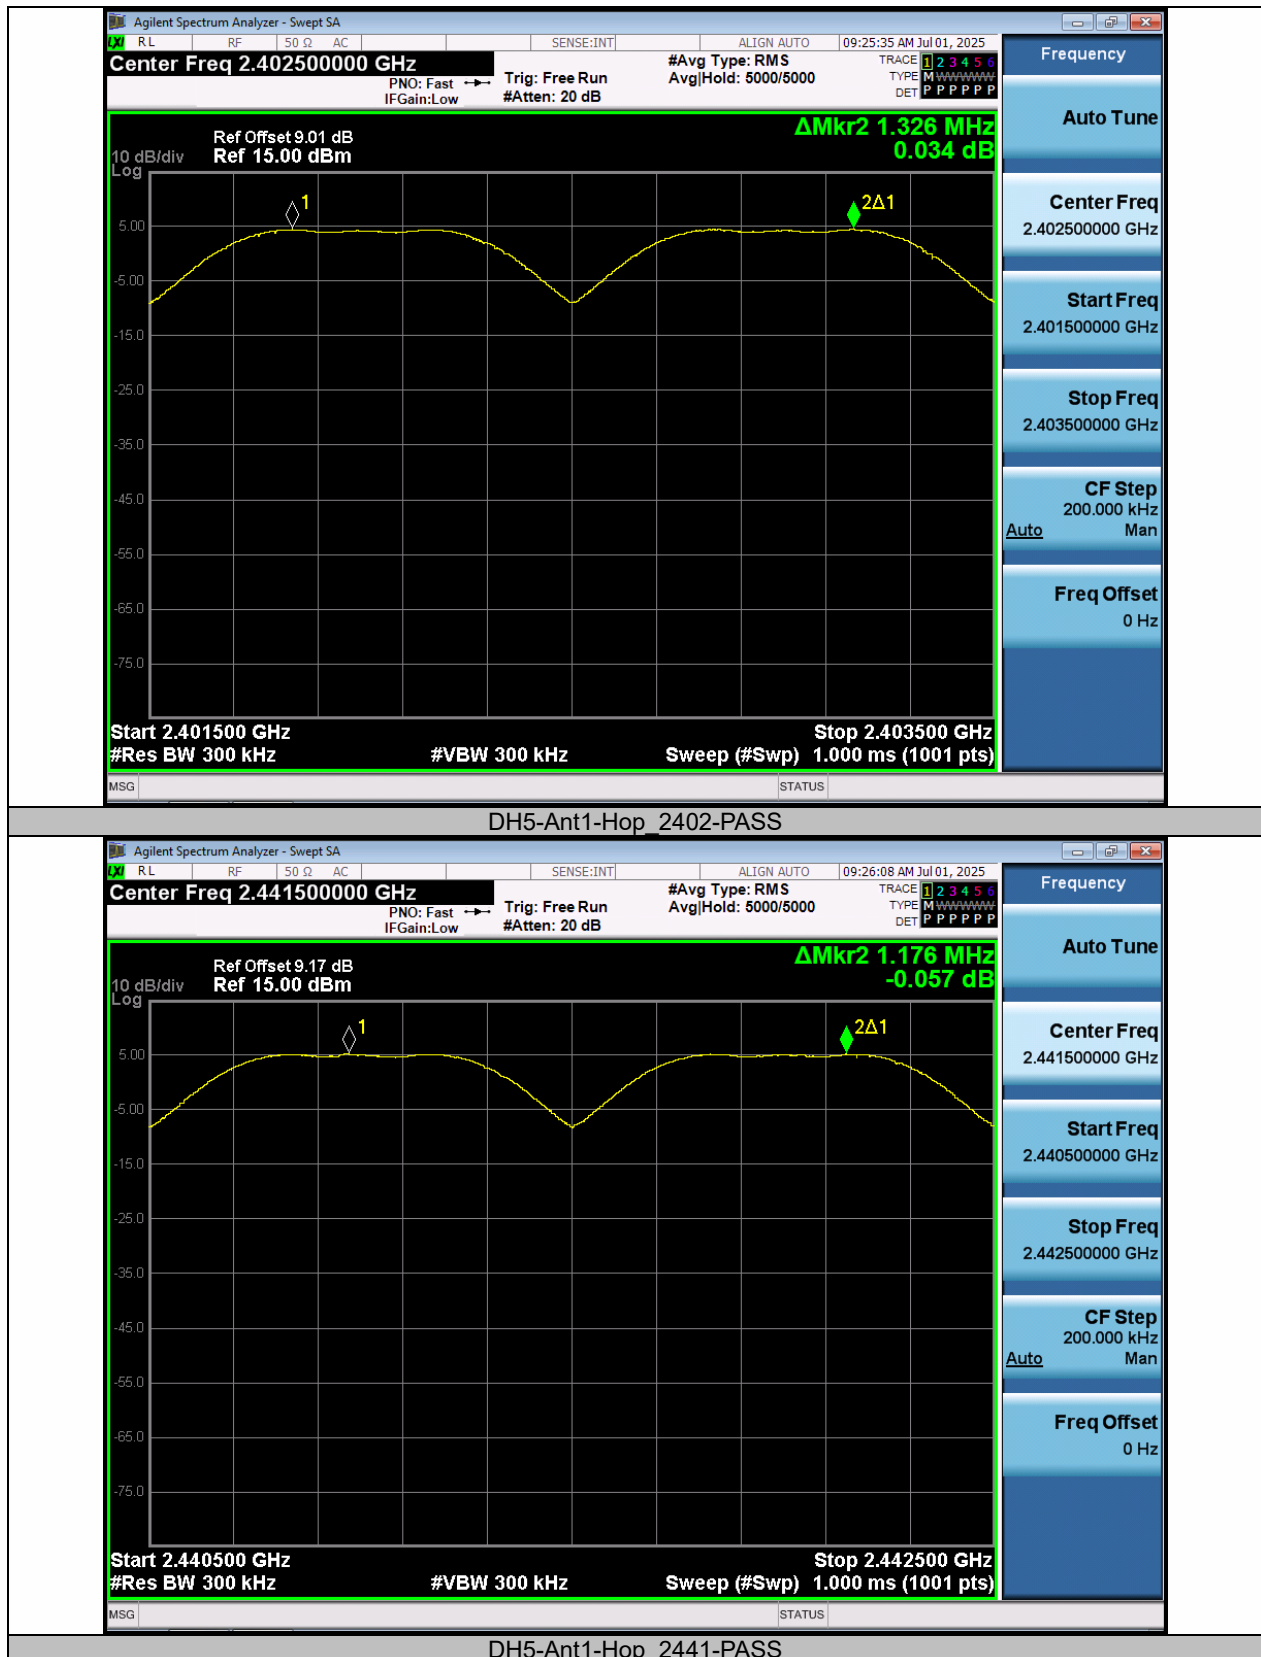 Agilent Spectrum Analyzer - Swept SA
LXI RL RF 50 Ω AC SENSE:INT ALIGN AUTO 09:25:35 AM Jul 01, 2025
Center Freq 2.402500000 GHz #Avg Type: RMS TRACE 1 2 3 4 5 6
PNO: Fast Trig: Free Run Avg|Hold: 5000/5000 TYPE M WWWWW
IFGain:Low #Atten: 20 dB DET P P P P P P
Ref Offset 9.01 dB ΔMkr2 1.326 MHz
10 dB/div Ref 15.00 dBm 0.034 dB
Log
1 2Δ1
5.00
-5.00
-15.0
-25.0
-35.0
-45.0
-55.0
-65.0
-75.0
Start 2.401500 GHz Stop 2.403500 GHz
#Res BW 300 kHz #VBW 300 kHz Sweep (#Swp) 1.000 ms (1001 pts)
MSG STATUS
Frequency
Auto Tune
Center Freq
2.402500000 GHz
Start Freq
2.401500000 GHz
Stop Freq
2.403500000 GHz
CF Step
200.000 kHz
Auto Man
Freq Offset
0 Hz
DH5-Ant1-Hop_2402-PASS
Agilent Spectrum Analyzer - Swept SA
LXI RL RF 50 Ω AC SENSE:INT ALIGN AUTO 09:26:08 AM Jul 01, 2025
Center Freq 2.441500000 GHz #Avg Type: RMS TRACE 1 2 3 4 5 6
PNO: Fast Trig: Free Run Avg|Hold: 5000/5000 TYPE M WWWWW
IFGain:Low #Atten: 20 dB DET P P P P P P
Ref Offset 9.17 dB ΔMkr2 1.176 MHz
10 dB/div Ref 15.00 dBm -0.057 dB
Log
1 2Δ1
5.00
-5.00
-15.0
-25.0
-35.0
-45.0
-55.0
-65.0
-75.0
Start 2.440500 GHz Stop 2.442500 GHz
#Res BW 300 kHz #VBW 300 kHz Sweep (#Swp) 1.000 ms (1001 pts)
MSG STATUS
Frequency
Auto Tune
Center Freq
2.441500000 GHz
Start Freq
2.440500000 GHz
Stop Freq
2.442500000 GHz
CF Step
200.000 kHz
Auto Man
Freq Offset
0 Hz
DH5-Ant1-Hop_2441-PASS